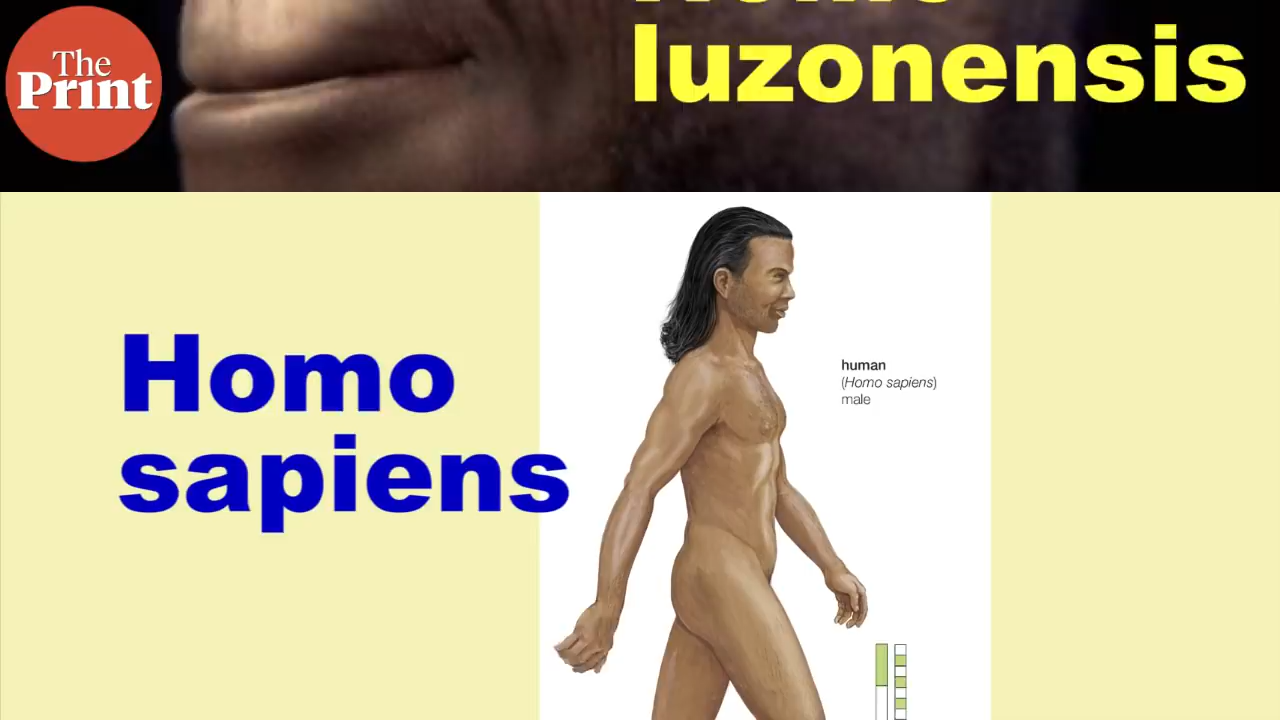 The
Print
luzonensis
Homo
sapiens
human
(Homo sapiens)
male